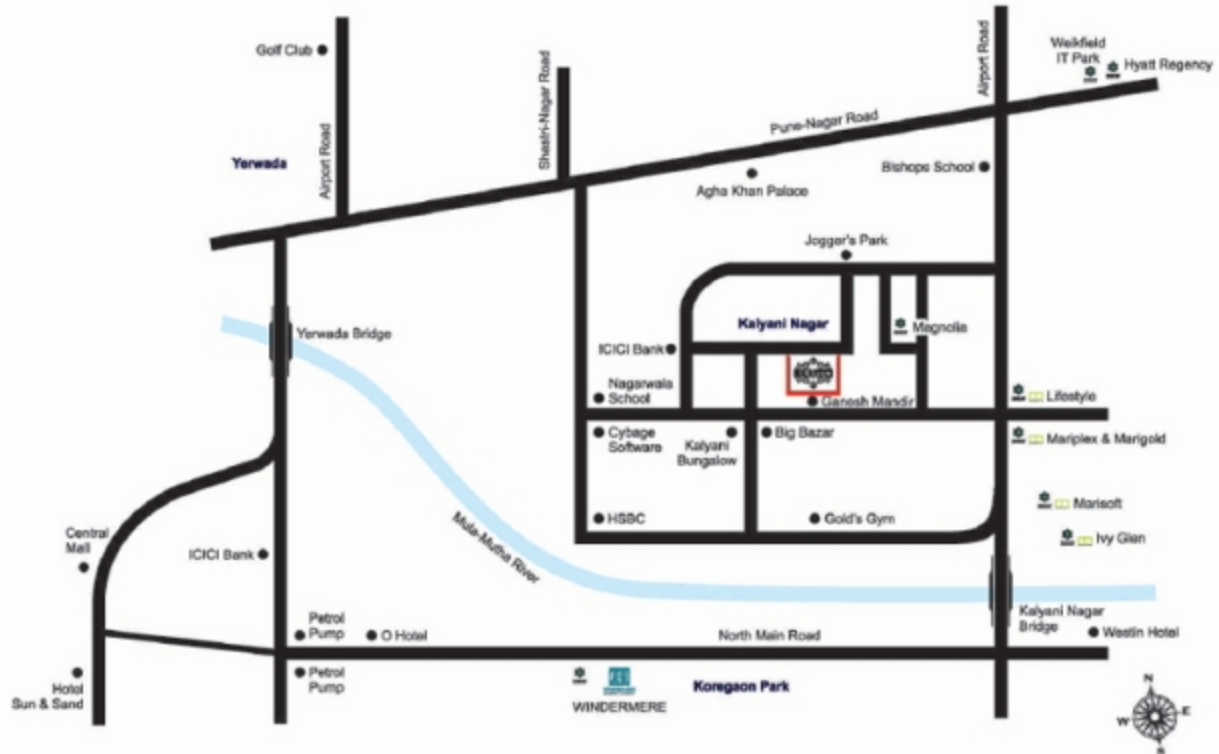 Golf Club
Airport Road
Yerwada
Shastri-Nagar Road
Pune-Nagar Road
Airport Road
Weikfield
IT Park
Hyatt Regency
Bishops School
Agha Khan Palace
Jogger's Park
Yerwada Bridge
Kalyani Nagar
Magnolia
ICICI Bank
Nagarwala
School
Ganesh Mandir
Lifestyle
Cybage
Software
Kalyani
Bungalow
Big Bazar
Mariplex & Marigold
HSBC
Gold's Gym
Marisoft
Ivy Glen
Mula-Mutha River
Central
Mall
ICICI Bank
Petrol
Pump
O Hotel
North Main Road
Kalyani Nagar
Bridge
Westin Hotel
Hotel
Sun & Sand
Petrol
Pump
WINDERMERE
Koregaon Park
N
W
E
S